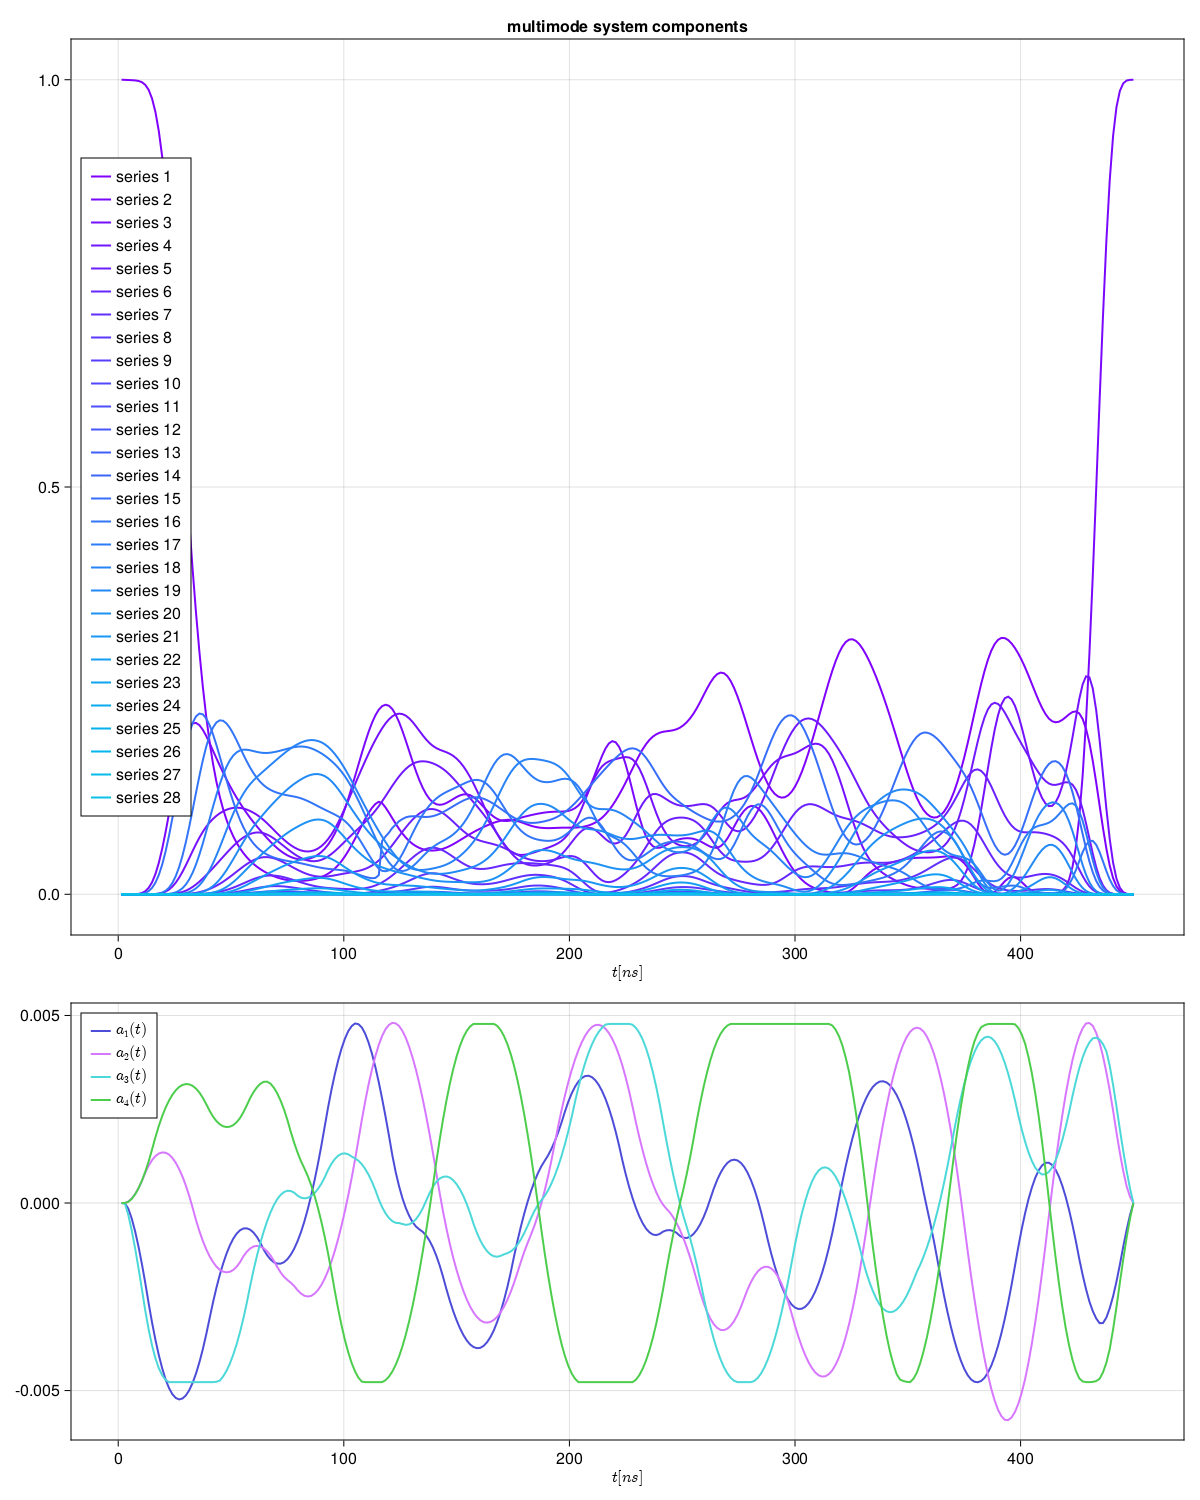 multimode system components
1.0
0.5
0.0
series 1
series 2
series 3
series 4
series 5
series 6
series 7
series 8
series 9
series 10
series 11
series 12
series 13
series 14
series 15
series 16
series 17
series 18
series 19
series 20
series 21
series 22
series 23
series 24
series 25
series 26
series 27
series 28
0 100 200 300 400
t[ns]
0.005
0.000
-0.005
a₁(t)
a₂(t)
a₃(t)
a₄(t)
0 100 200 300 400
t[ns]